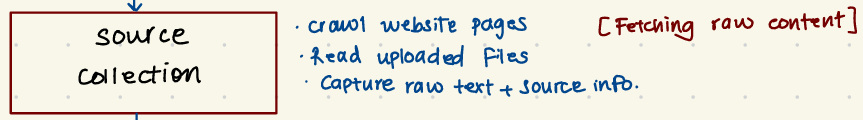 source
collection
· crawl website pages
· Read uploaded files
· Capture raw text + source info.
[Fetching raw content]